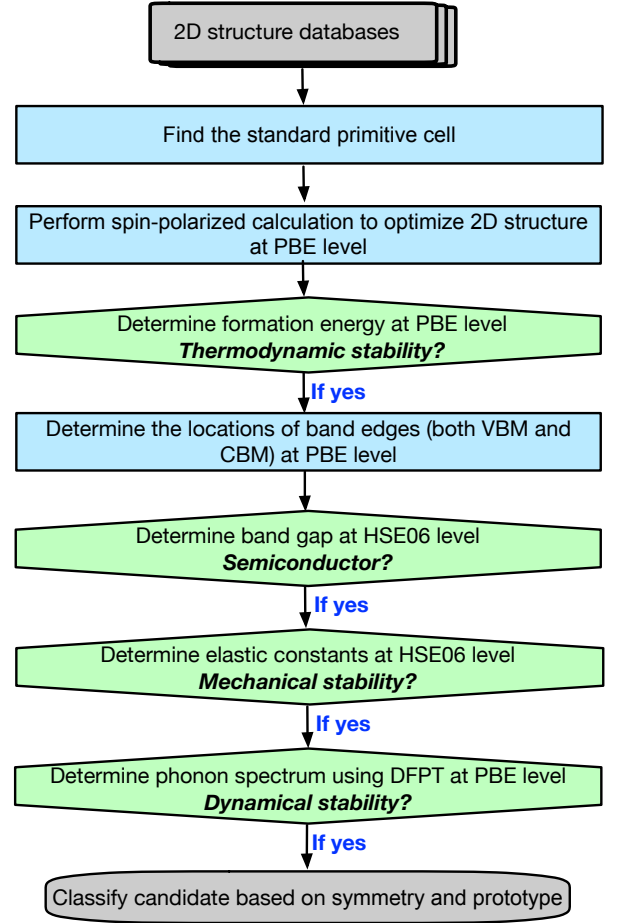 2D structure databases
Find the standard primitive cell
Perform spin-polarized calculation to optimize 2D structure
at PBE level
Determine formation energy at PBE level
Thermodynamic stability?
If yes
Determine the locations of band edges (both VBM and
CBM) at PBE level
Determine band gap at HSE06 level
Semiconductor?
If yes
Determine elastic constants at HSE06 level
Mechanical stability?
If yes
Determine phonon spectrum using DFPT at PBE level
Dynamical stability?
If yes
Classify candidate based on symmetry and prototype